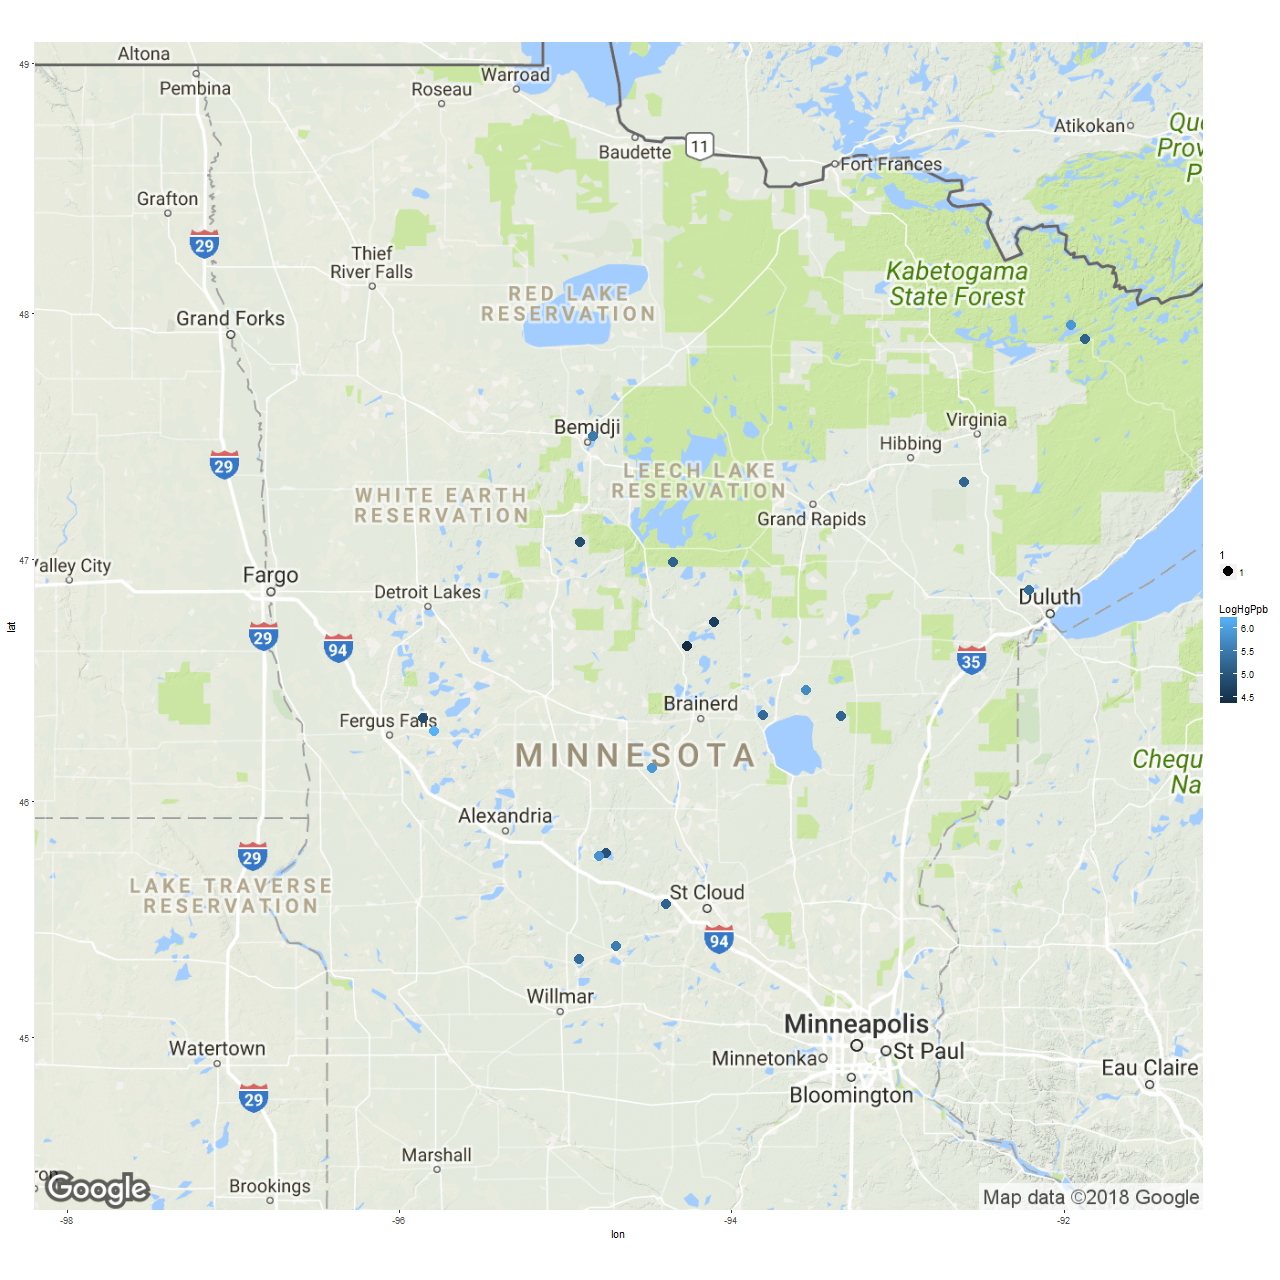 49
48
47
46
45
lat
-98
-96
-94
-92
lon
Altona
Pembina
Warroad
Roseau
Baudette
11
Fort Frances
Atikokan
Que
Prov
P
Grafton
29
Thief
River Falls
RED LAKE
RESERVATION
Kabetogama
State Forest
Grand Forks
Bemidji
Virginia
Hibbing
29
LEECH LAKE
RESERVATION
WHITE EARTH
RESERVATION
Grand Rapids
Valley City
Fargo
Detroit Lakes
Duluth
29
94
35
Fergus Falls
Brainerd
MINNESOTA
Chequ
Na
Alexandria
29
LAKE TRAVERSE
RESERVATION
St Cloud
94
Willmar
Minneapolis
St Paul
Minnetonka
Bloomington
Watertown
Eau Claire
29
Marshall
Brookings
ron
Google
Map data ©2018 Google
1
1
LogHgPpb
6.0
5.5
5.0
4.5